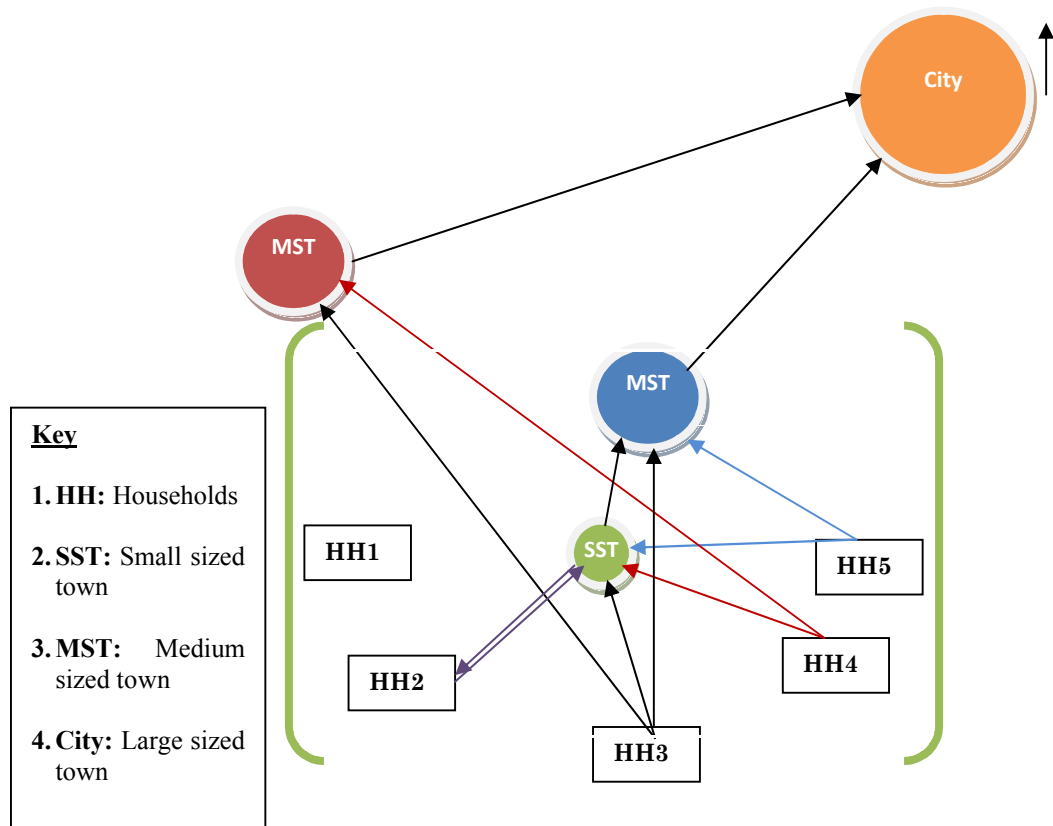 City
MST
MST
Key
1. HH: Households
2. SST: Small sized
town
3. MST: Medium
sized town
4. City: Large sized
town
HH1
SST
HH5
HH2
HH4
HH3